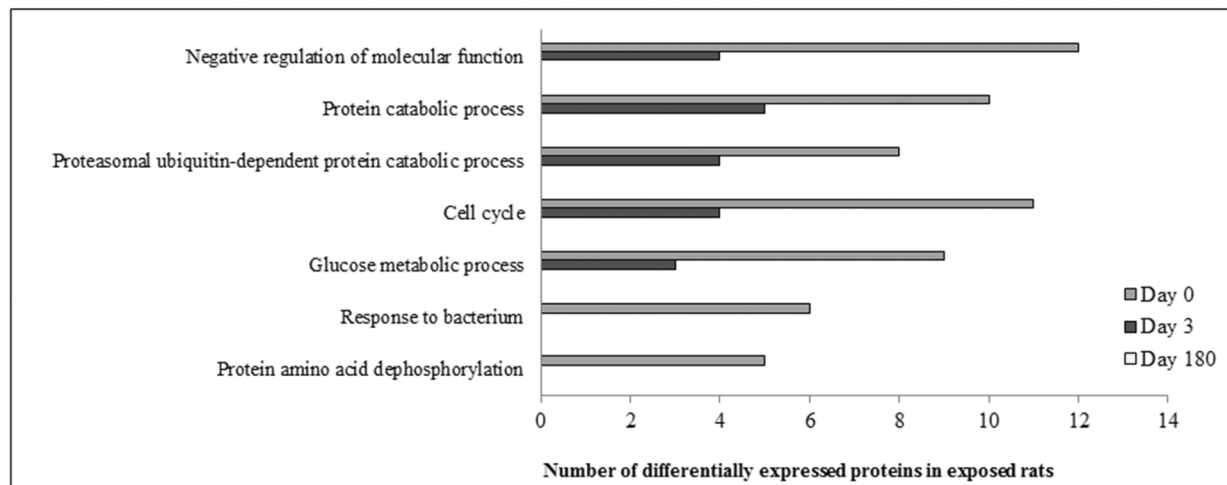 Negative regulation of molecular function
Protein catabolic process
Proteasomal ubiquitin-dependent protein catabolic process
Cell cycle
Glucose metabolic process
Response to bacterium
Protein amino acid dephosphorylation
Day 0
Day 3
Day 180
0 2 4 6 8 10 12 14
Number of differentially expressed proteins in exposed rats